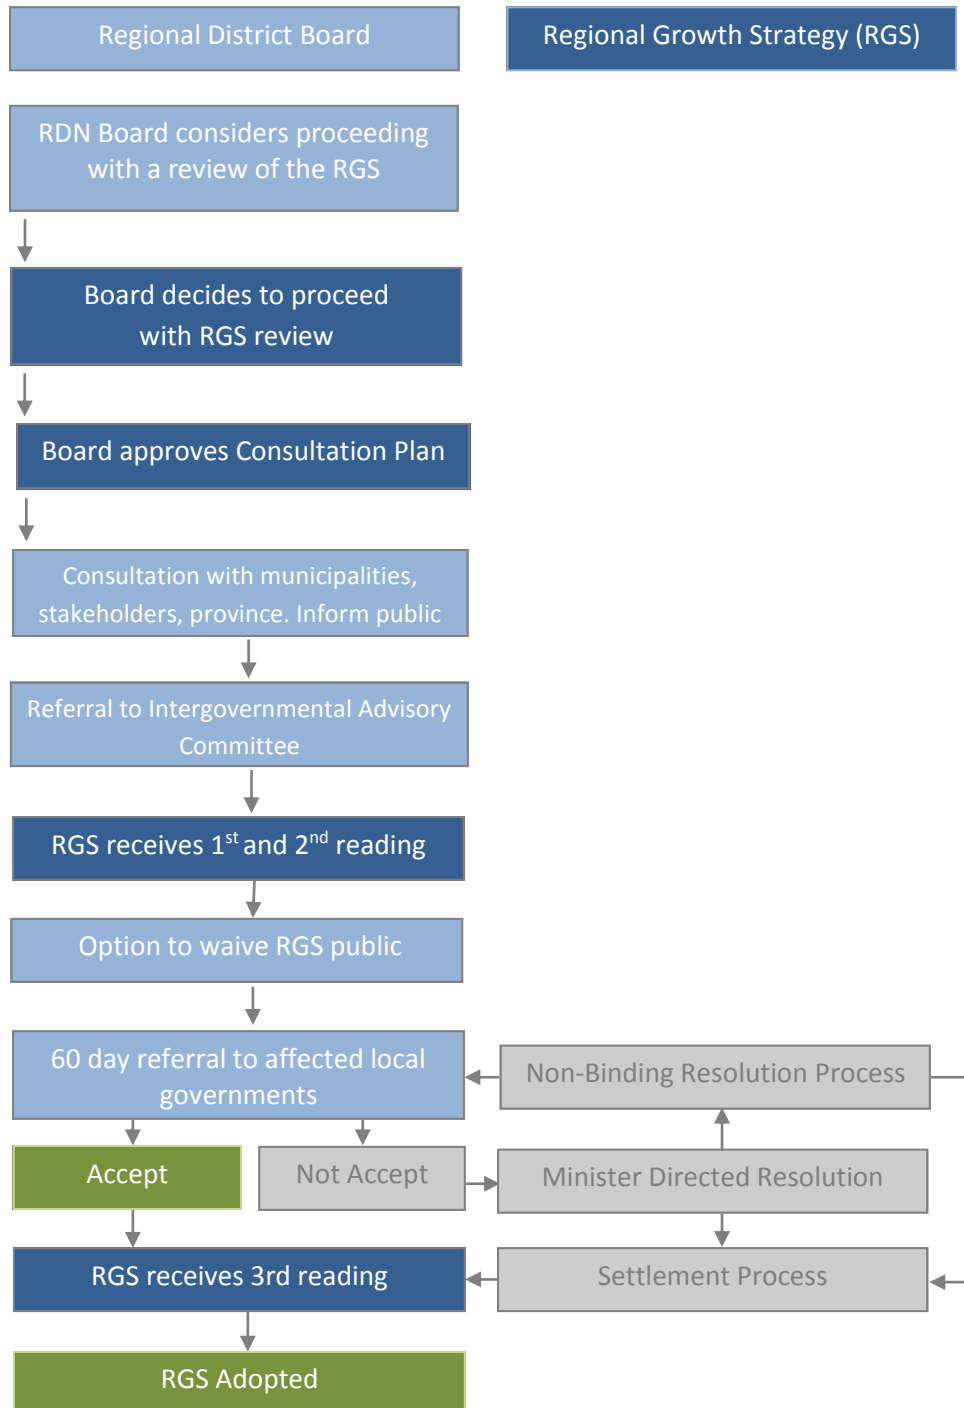 Regional District Board
Regional Growth Strategy (RGS)
RDN Board considers proceeding
with a review of the RGS
Board decides to proceed
with RGS review
Board approves Consultation Plan
Consultation with municipalities,
stakeholders, province. Inform public
Referral to Intergovernmental Advisory
Committee
RGS receives 1st and 2nd reading
Option to waive RGS public
60 day referral to affected local
governments
Non-Binding Resolution Process
Accept
Not Accept
Minister Directed Resolution
RGS receives 3rd reading
Settlement Process
RGS Adopted